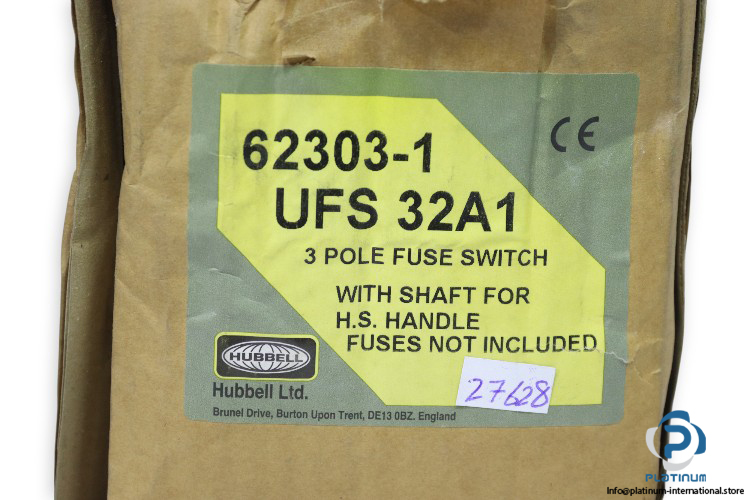 62303-1
CE
UFS 32A1
3 POLE FUSE SWITCH
WITH SHAFT FOR
H.S. HANDLE
FUSES NOT INCLUDED
HUBBELL
Hubbell Ltd.
Brunel Drive, Burton Upon Trent, DE13 0BZ. England
27628
PLATINUM
Info@platinum-international.store